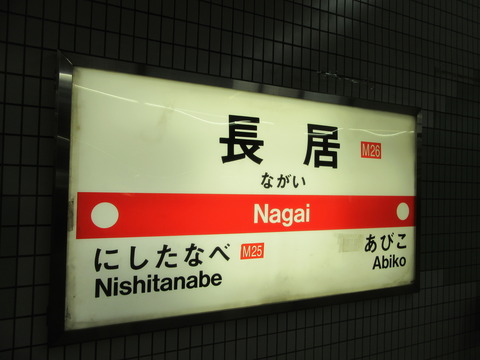 長居 M26
ながい
Nagai
にしたなべ M25
Nishitanabe
あびこ
Abiko